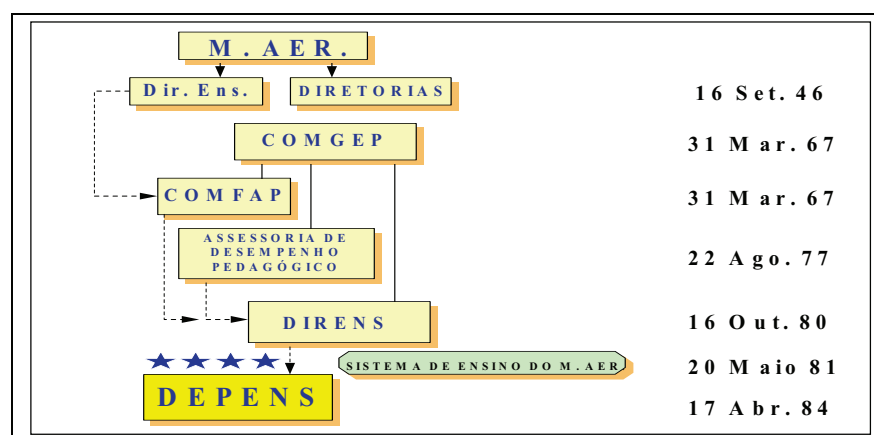 M. AER.
Dir. Ens. DIRETORIAS 16 Set. 46
COMGEP 31 Mar. 67
COMFAP 31 Mar. 67
ASSESSORIA DE
DESEMPENHO
PEDAGÓGICO
22 Ago. 77
DIRENS 16 Out. 80
SISTEMA DE ENSINO DO M.AER 20 Maio 81
DEPENS 17 Abr. 84